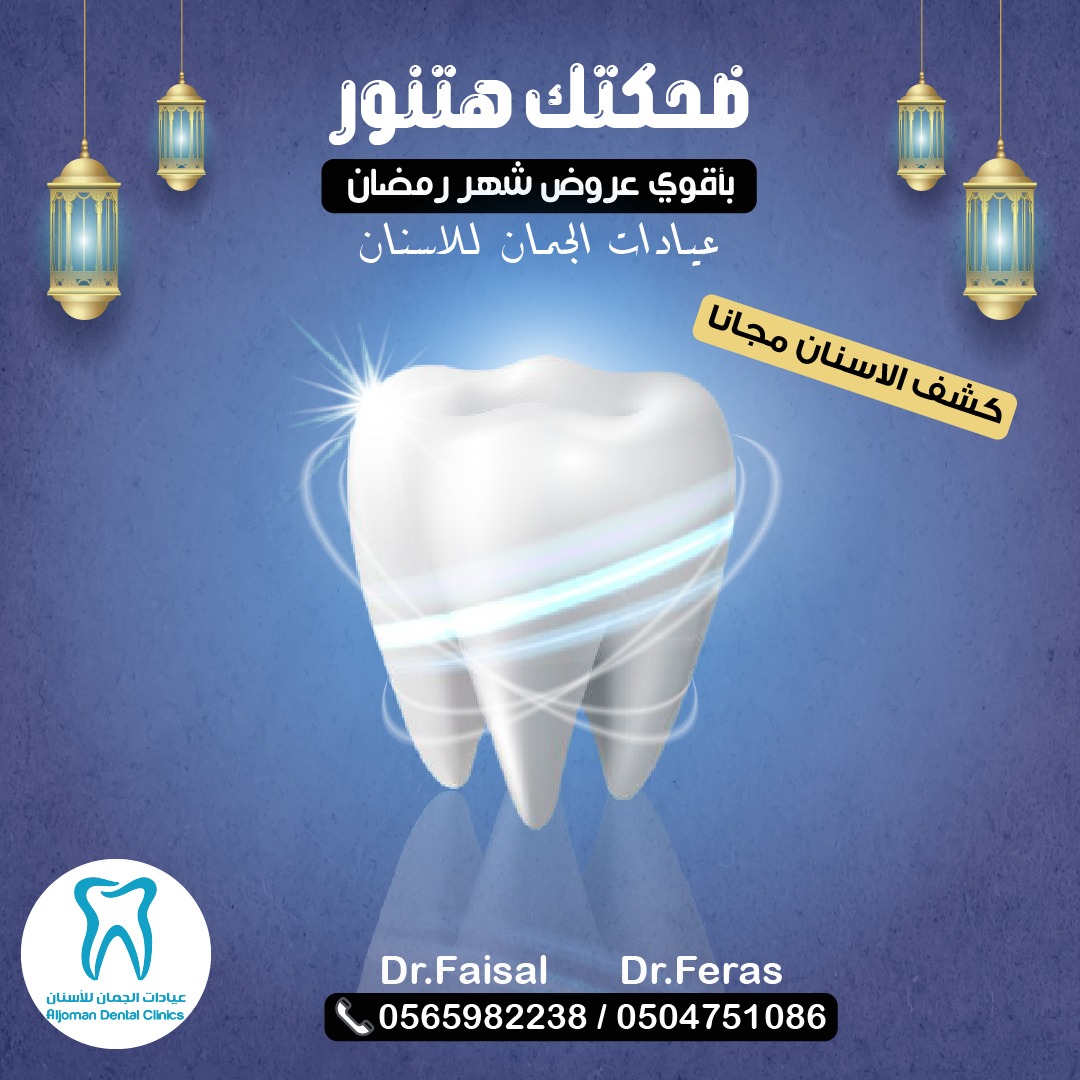 ضحكتك هتنور
بأقوي عروض شهر رمضان
عيادات الجمان للاسنان
كشف الاسنان مجانا
Dr.Faisal Dr.Feras
0565982238 / 0504751086
عيادات الجمان للأسنان
Aljoman Dental Clinics